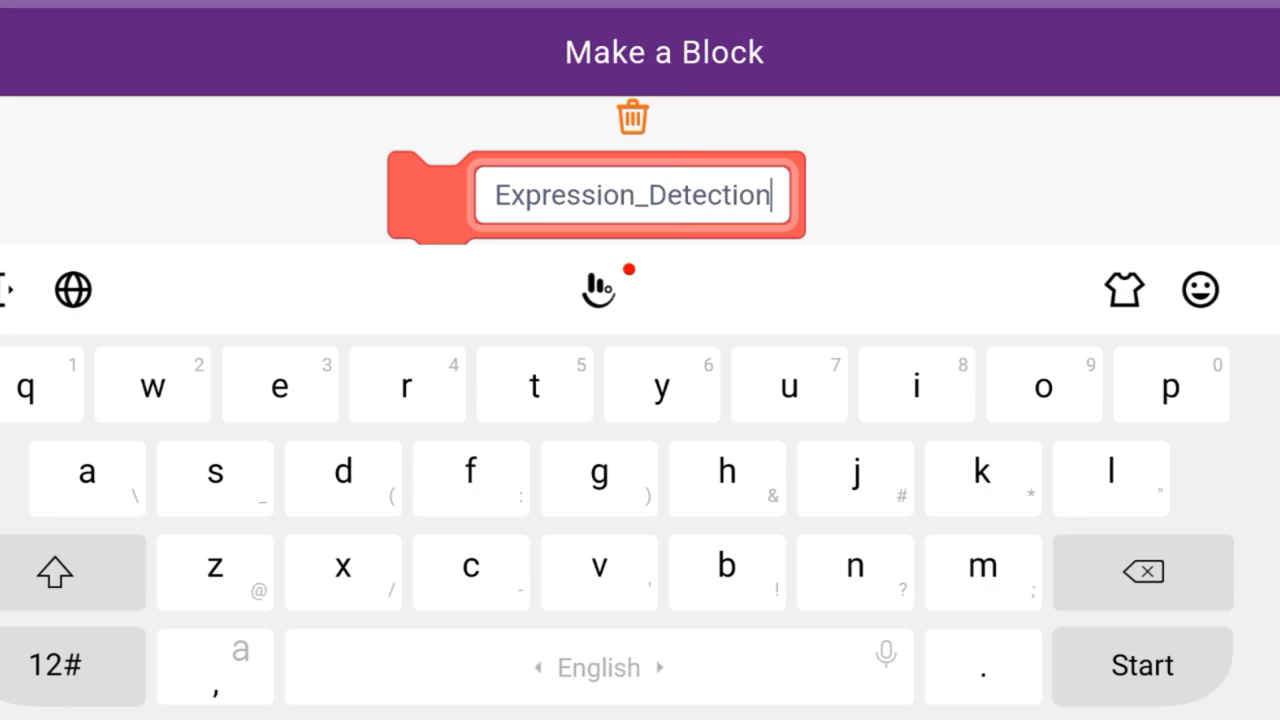 Make a Block
Expression_Detection
q 1 w 2 e 3 r 4 t 5 y 6 u 7 i 8 o 9 p 0
a \ s _ d ( f : g ) h & j # k * l "
z @ x / c - v ' b ! n ? m ;
12# , a English . Start